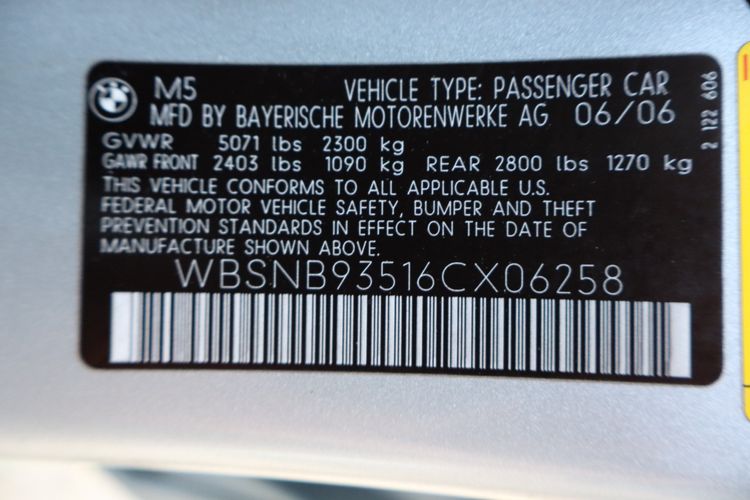 BMW
M5 VEHICLE TYPE: PASSENGER CAR
MFD BY BAYERISCHE MOTORENWERKE AG 06/06
GVWR 5071 lbs 2300 kg
GAWR FRONT 2403 lbs 1090 kg REAR 2800 lbs 1270 kg
THIS VEHICLE CONFORMS TO ALL APPLICABLE U.S.
FEDERAL MOTOR VEHICLE SAFETY, BUMPER AND THEFT
PREVENTION STANDARDS IN EFFECT ON THE DATE OF
MANUFACTURE SHOWN ABOVE.
WBSNB93516CX06258
2 122 606